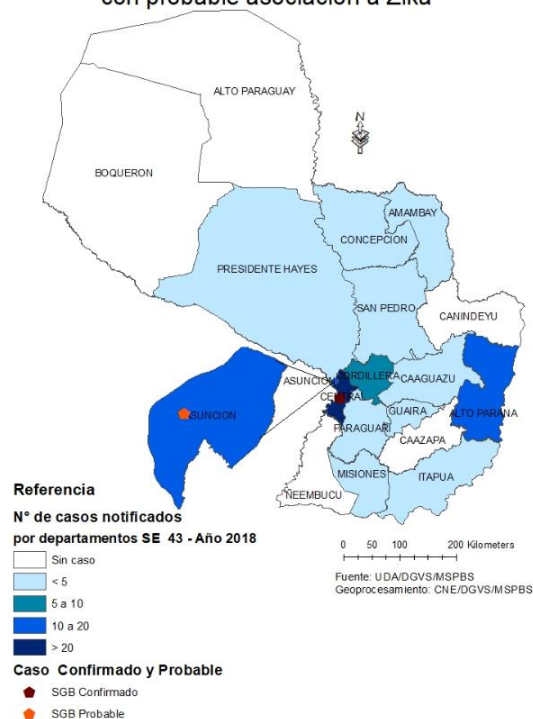 con probable asociación a Zika
ALTO PARAGUAY
N
BOQUERON
AMAMBAY
CONCEPCION
PRESIDENTE HAYES
SAN PEDRO
CANINDEYU
ASUNCION
CORDILLERA
CAAGUAZU
CENTRAL
ASUNCION
GUAIRA
ALTO PARANA
PARAGUARI
CAAZAPA
MISIONES
ITAPUA
ÑEEMBUCU
Referencia
N° de casos notificados
por departamentos SE 43 - Año 2018
Sin caso
< 5
5 a 10
10 a 20
> 20
0 50 100 200 Kilometers
Fuente: UDA/DGVS/MSPBS
Geoprocesamiento: CNE/DGVS/MSPBS
Caso Confirmado y Probable
SGB Confirmado
SGB Probable